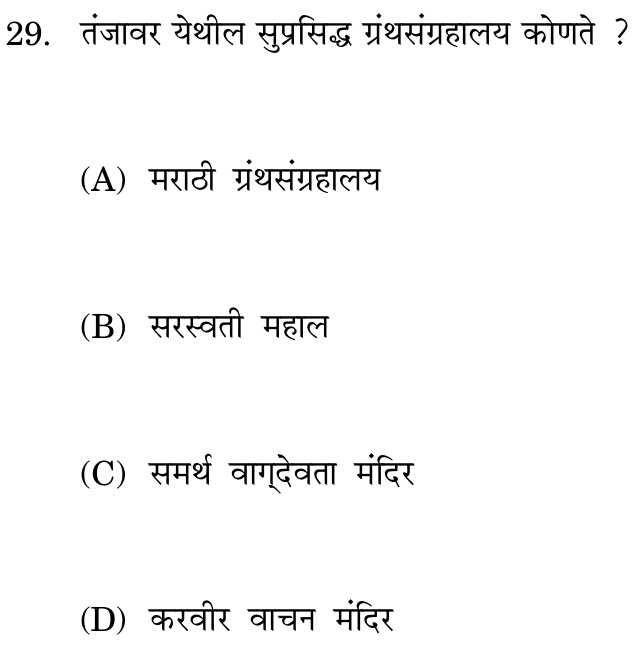 29. तंजावर येथील सुप्रसिद्ध ग्रंथसंग्रहालय कोणते ?
(A) मराठी ग्रंथसंग्रहालय
(B) सरस्वती महाल
(C) समर्थ वाग्‌देवता मंदिर
(D) करवीर वाचन मंदिर